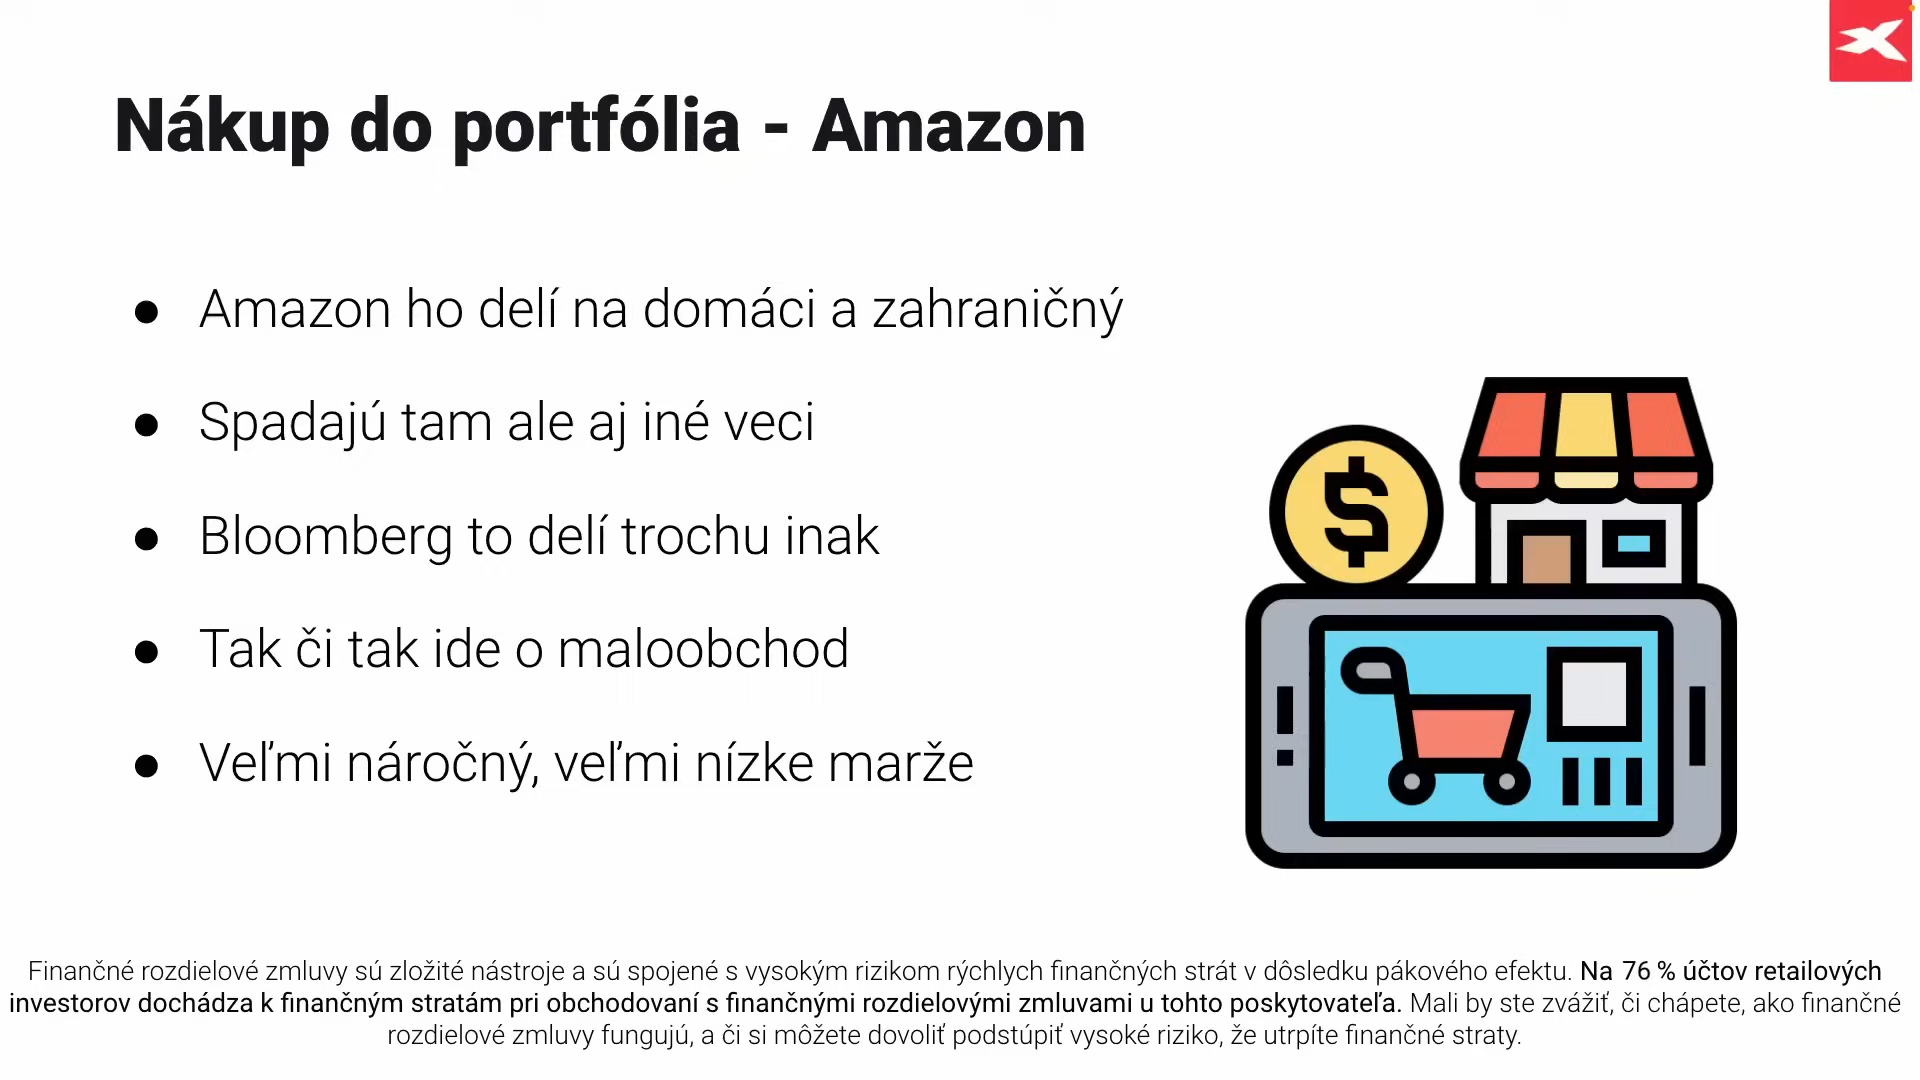 Nákup do portfólia - Amazon
● Amazon ho delí na domáci a zahraničný
● Spadajú tam ale aj iné veci
● Bloomberg to delí trochu inak
● Tak či tak ide o maloobchod
● Veľmi náročný, veľmi nízke marže
$
Finančné rozdielové zmluvy sú zložité nástroje a sú spojené s vysokým rizikom rýchlych finančných strát v dôsledku pákového efektu. Na 76 % účtov retailových
investorov dochádza k finančným stratám pri obchodovaní s finančnými rozdielovými zmluvami u tohto poskytovateľa. Mali by ste zvážiť, či chápete, ako finančné
rozdielové zmluvy fungujú, a či si môžete dovoliť podstúpiť vysoké riziko, že utrpíte finančné straty.